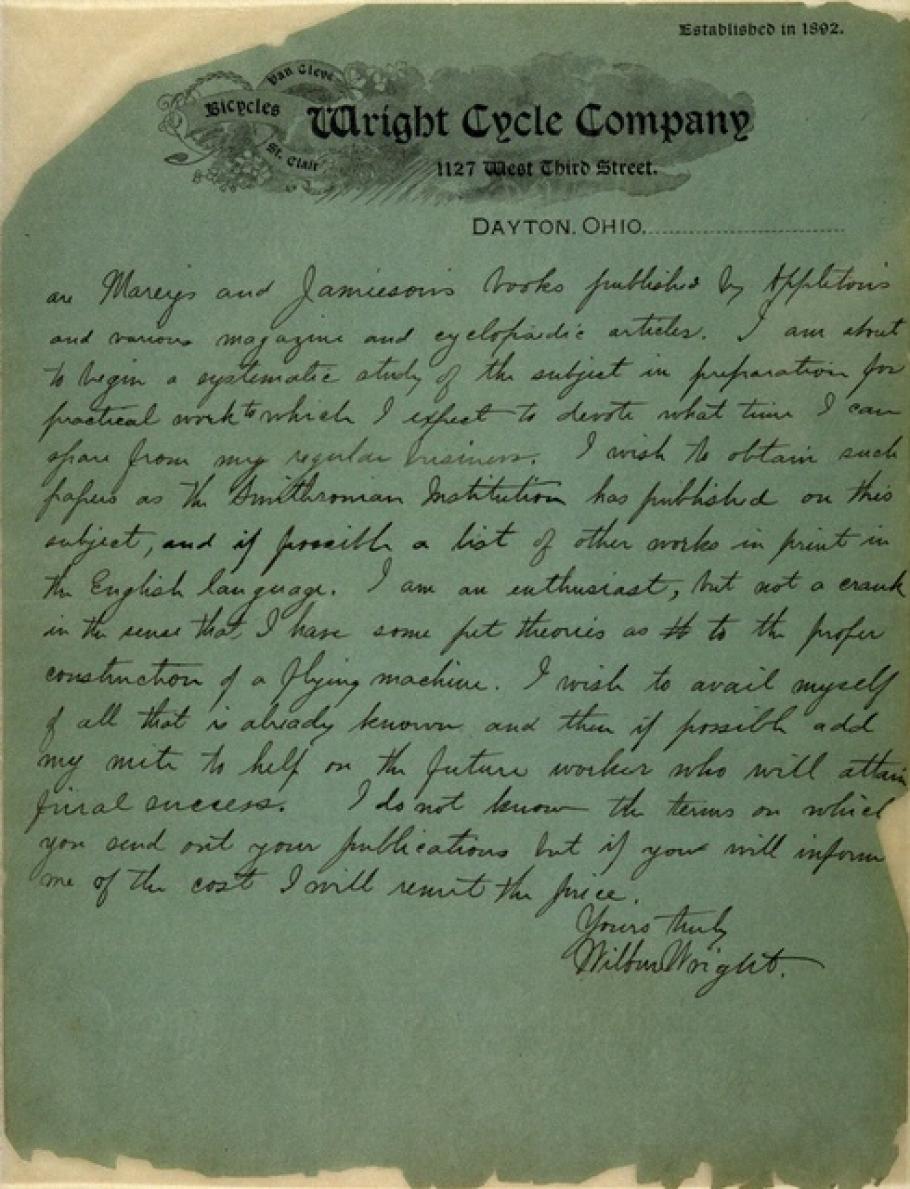 Established in 1892.
Van Cleve
Bicycles
St. Clair
Wright Cycle Company
1127 West Third Street.
DAYTON, OHIO,
are Mareys and Jamieson's books published by Appleton's
and various magazine and cyclopaedic articles. I am about
to begin a systematic study of the subject in preparation for
practical work to which I expect to devote what time I can
spare from my regular business. I wish to obtain such
papers as the Smithsonian Institution has published on this
subject, and if possible a list of other works in print in
the English language. I am an enthusiast, but not a crank
in the sense that I have some pet theories as to the proper
construction of a flying machine. I wish to avail myself
of all that is already known and then if possible add
my mite to help on the future worker who will attain
final success. I do not know the terms on which
you send out your publications but if you will inform
me of the cost I will remit the price.
Yours truly
Wilbur Wright.